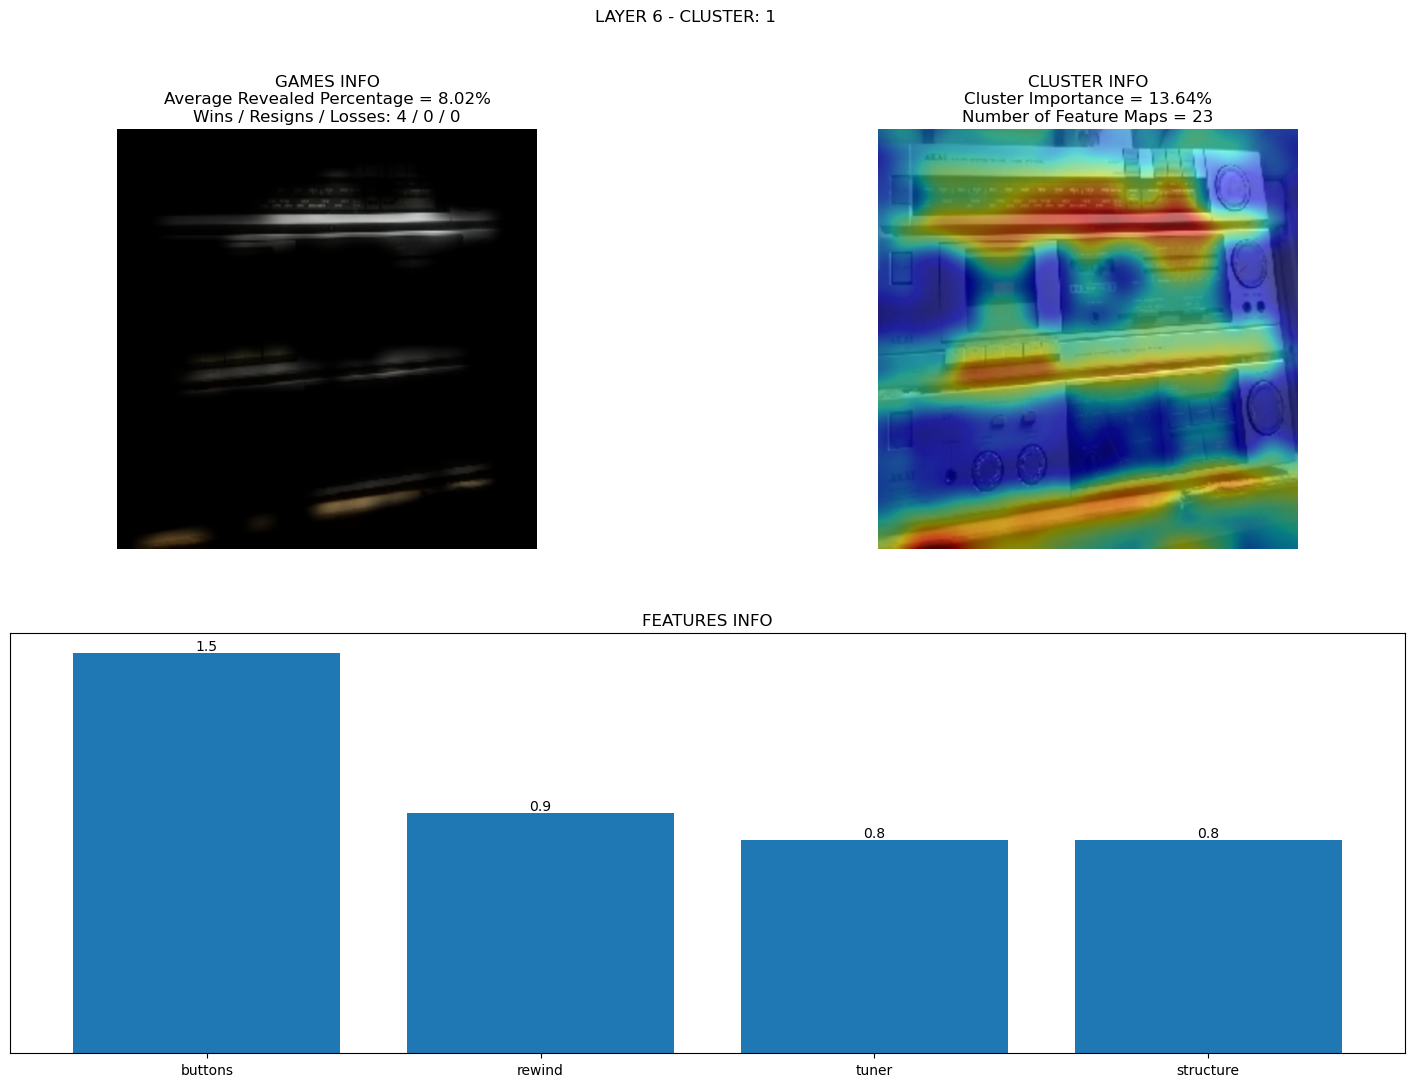 LAYER 6 - CLUSTER: 1
GAMES INFO
Average Revealed Percentage = 8.02%
Wins / Resigns / Losses: 4 / 0 / 0
CLUSTER INFO
Cluster Importance = 13.64%
Number of Feature Maps = 23
AKAI
FEATURES INFO
1.5
0.9
0.8
0.8
buttons
rewind
tuner
structure